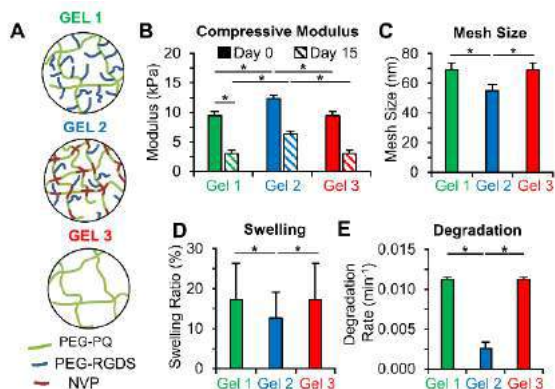 A
GEL 1
GEL 2
GEL 3
PEG-PQ
PEG-RGDS
NVP
B
Compressive Modulus
Day 0
Day 15
Modulus (kPa)
25
20
15
10
5
0
*
*
*
*
*
Gel 1
Gel 2
Gel 3
C
Mesh Size
Mesh Size (nm)
80
60
40
20
0
*
*
Gel 1
Gel 2
Gel 3
D
Swelling
Swelling Ratio (%)
30
20
10
0
*
*
Gel 1
Gel 2
Gel 3
E
Degradation
Degradation
Rate (min⁻¹)
0.015
0.010
0.005
0.000
*
*
Gel 1
Gel 2
Gel 3